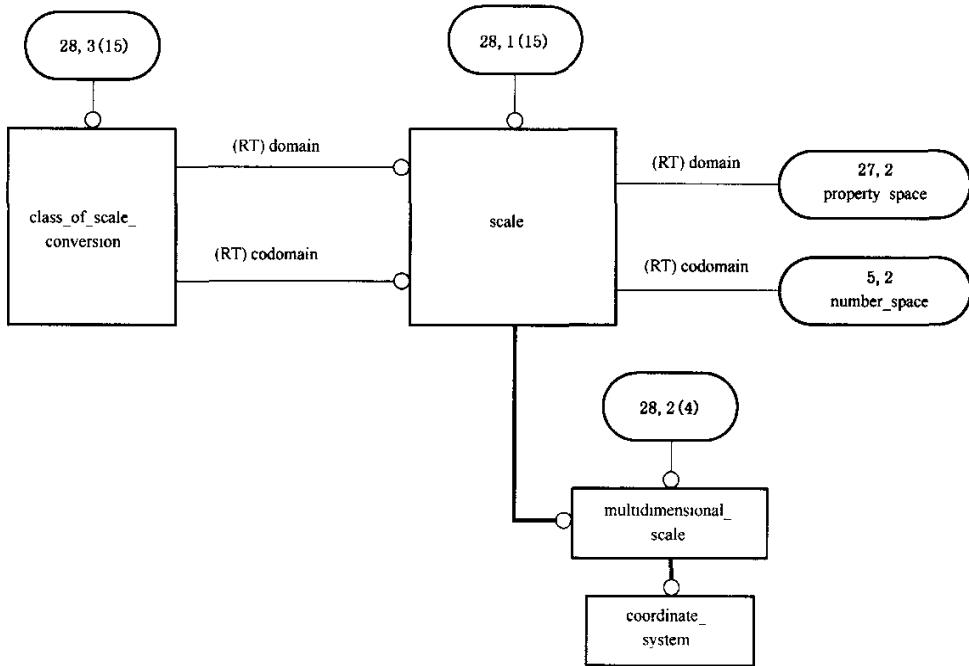 28, 3(15)
28, 1(15)
(RT) domain
(RT) domain
27, 2
property space
class_of_scale_
conversion
scale
(RT) codomain
(RT) codomain
5, 2
number_space
28, 2(4)
multidimensional_
scale
coordinate_
system